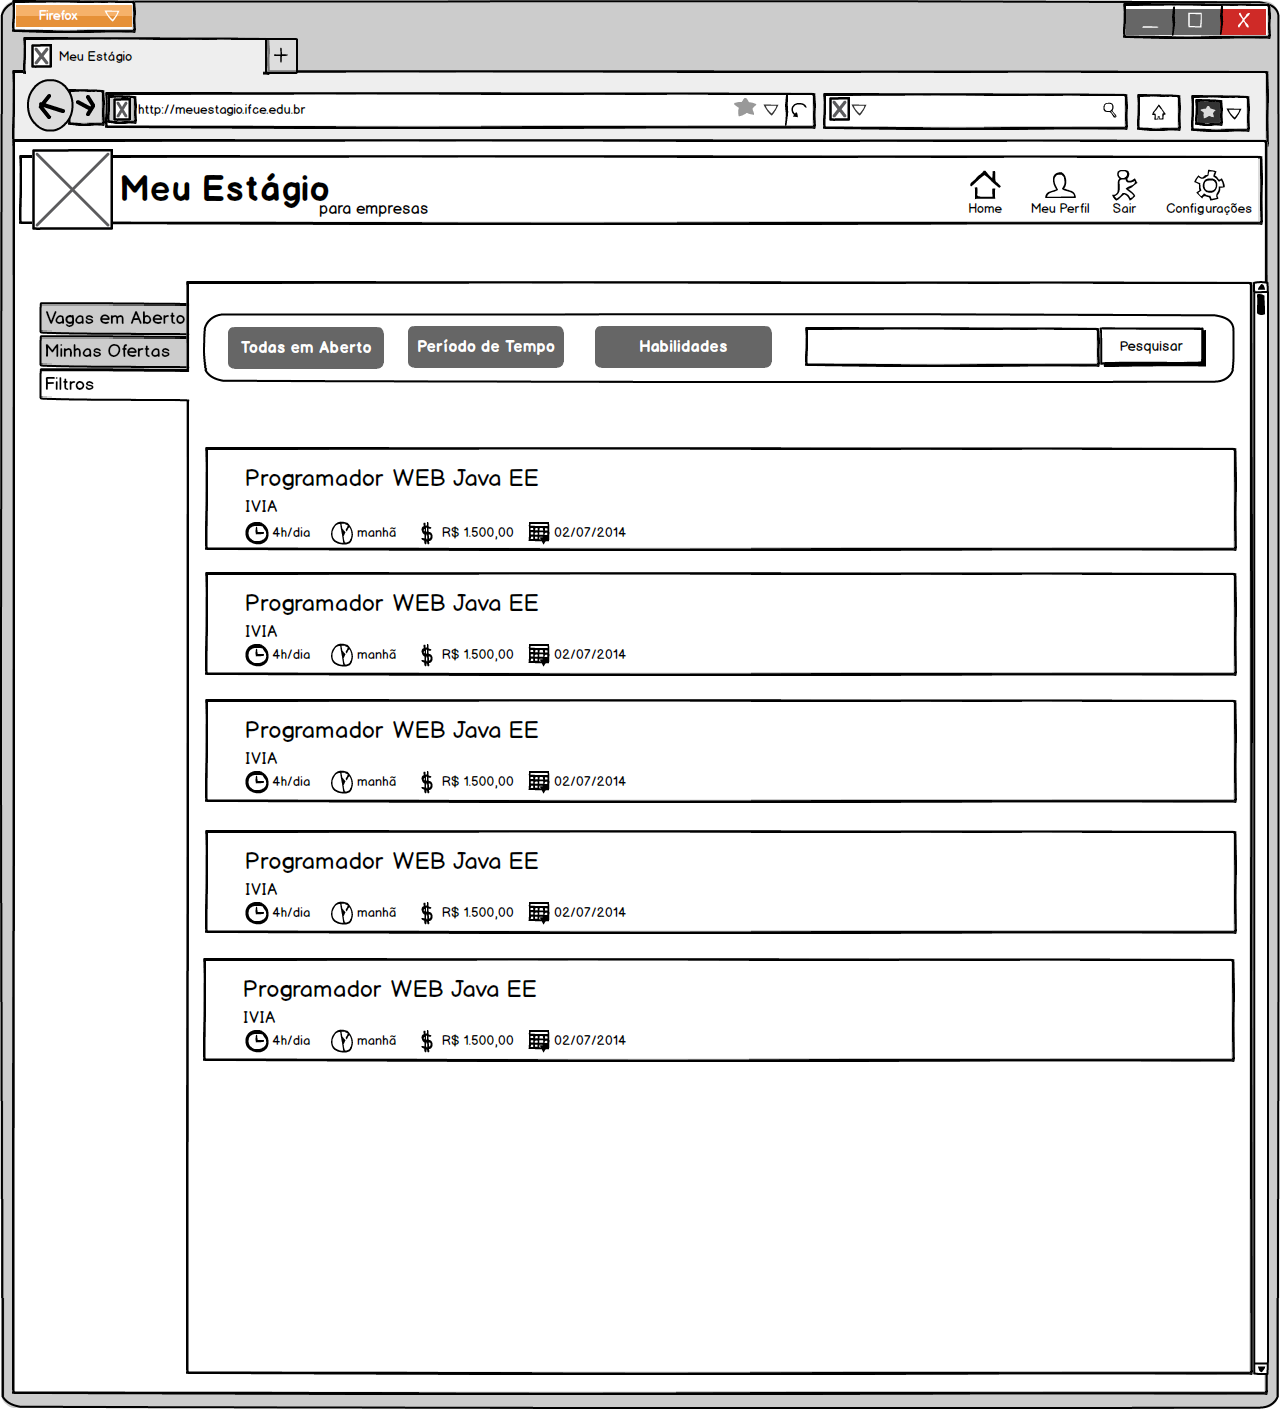 Firefox
Meu Estágio
http://meuestagio.ifce.edu.br
Meu Estágio
para empresas
Home Meu Perfil Sair Configurações
Vagas em Aberto
Minhas Ofertas
Filtros
Todas em Aberto Período de Tempo Habilidades Pesquisar
Programador WEB Java EE
IVIA
4h/dia manhã R$ 1.500,00 02/07/2014
Programador WEB Java EE
IVIA
4h/dia manhã R$ 1.500,00 02/07/2014
Programador WEB Java EE
IVIA
4h/dia manhã R$ 1.500,00 02/07/2014
Programador WEB Java EE
IVIA
4h/dia manhã R$ 1.500,00 02/07/2014
Programador WEB Java EE
IVIA
4h/dia manhã R$ 1.500,00 02/07/2014